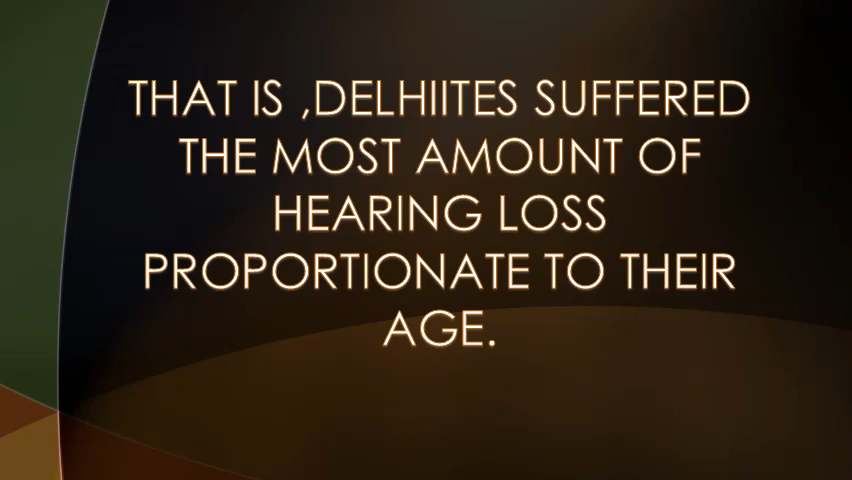 THAT IS ,DELHIITES SUFFERED
THE MOST AMOUNT OF
HEARING LOSS
PROPORTIONATE TO THEIR
AGE.